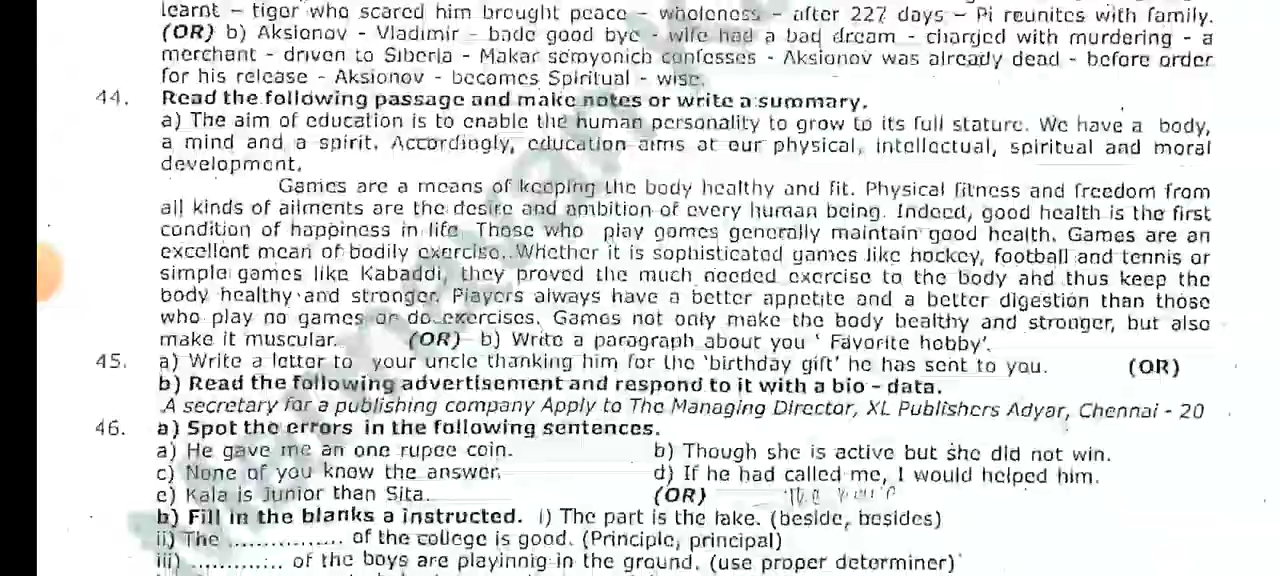 learnt – tiger who scared him brought peace – wholeness – after 227 days – Pi reunites with family.
(OR) b) Aksionov - Vladimir - bade good bye - wife had a bad dream - charged with murdering - a
merchant - driven to Siberia - Makar semyonich confesses - Aksionov was already dead - before order
for his release - Aksionov - becomes Spiritual - wise.
44. Read the following passage and make notes or write a summary.
a) The aim of education is to enable the human personality to grow to its full stature. We have a body,
a mind and a spirit. Accordingly, education aims at our physical, intellectual, spiritual and moral
development.
Games are a means of keeping the body healthy and fit. Physical fitness and freedom from
all kinds of ailments are the desire and ambition of every human being. Indeed, good health is the first
condition of happiness in life. Those who play games generally maintain good health. Games are an
excellent mean of bodily exercise. Whether it is sophisticated games like hockey, football and tennis or
simple games like Kabaddi, they proved the much needed exercise to the body and thus keep the
body healthy and stronger. Players always have a better appetite and a better digestion than those
who play no games or do exercises. Games not only make the body healthy and stronger, but also
make it muscular. (OR) b) Write a paragraph about you ‘ Favorite hobby’.
45. a) Write a letter to your uncle thanking him for the ‘birthday gift’ he has sent to you. (OR)
b) Read the following advertisement and respond to it with a bio – data.
A secretary for a publishing company Apply to The Managing Director, XL Publishers Adyar, Chennai - 20
46. a) Spot the errors in the following sentences.
a) He gave me an one rupee coin. b) Though she is active but she did not win.
c) None of you know the answer. d) If he had called me, I would helped him.
e) Kala is Junior than Sita. (OR)
b) Fill in the blanks a instructed. i) The part is the lake. (beside, besides)
ii) The ................ of the college is good. (Principle, principal)
iii) ............. of the boys are playinnig in the ground. (use proper determiner)